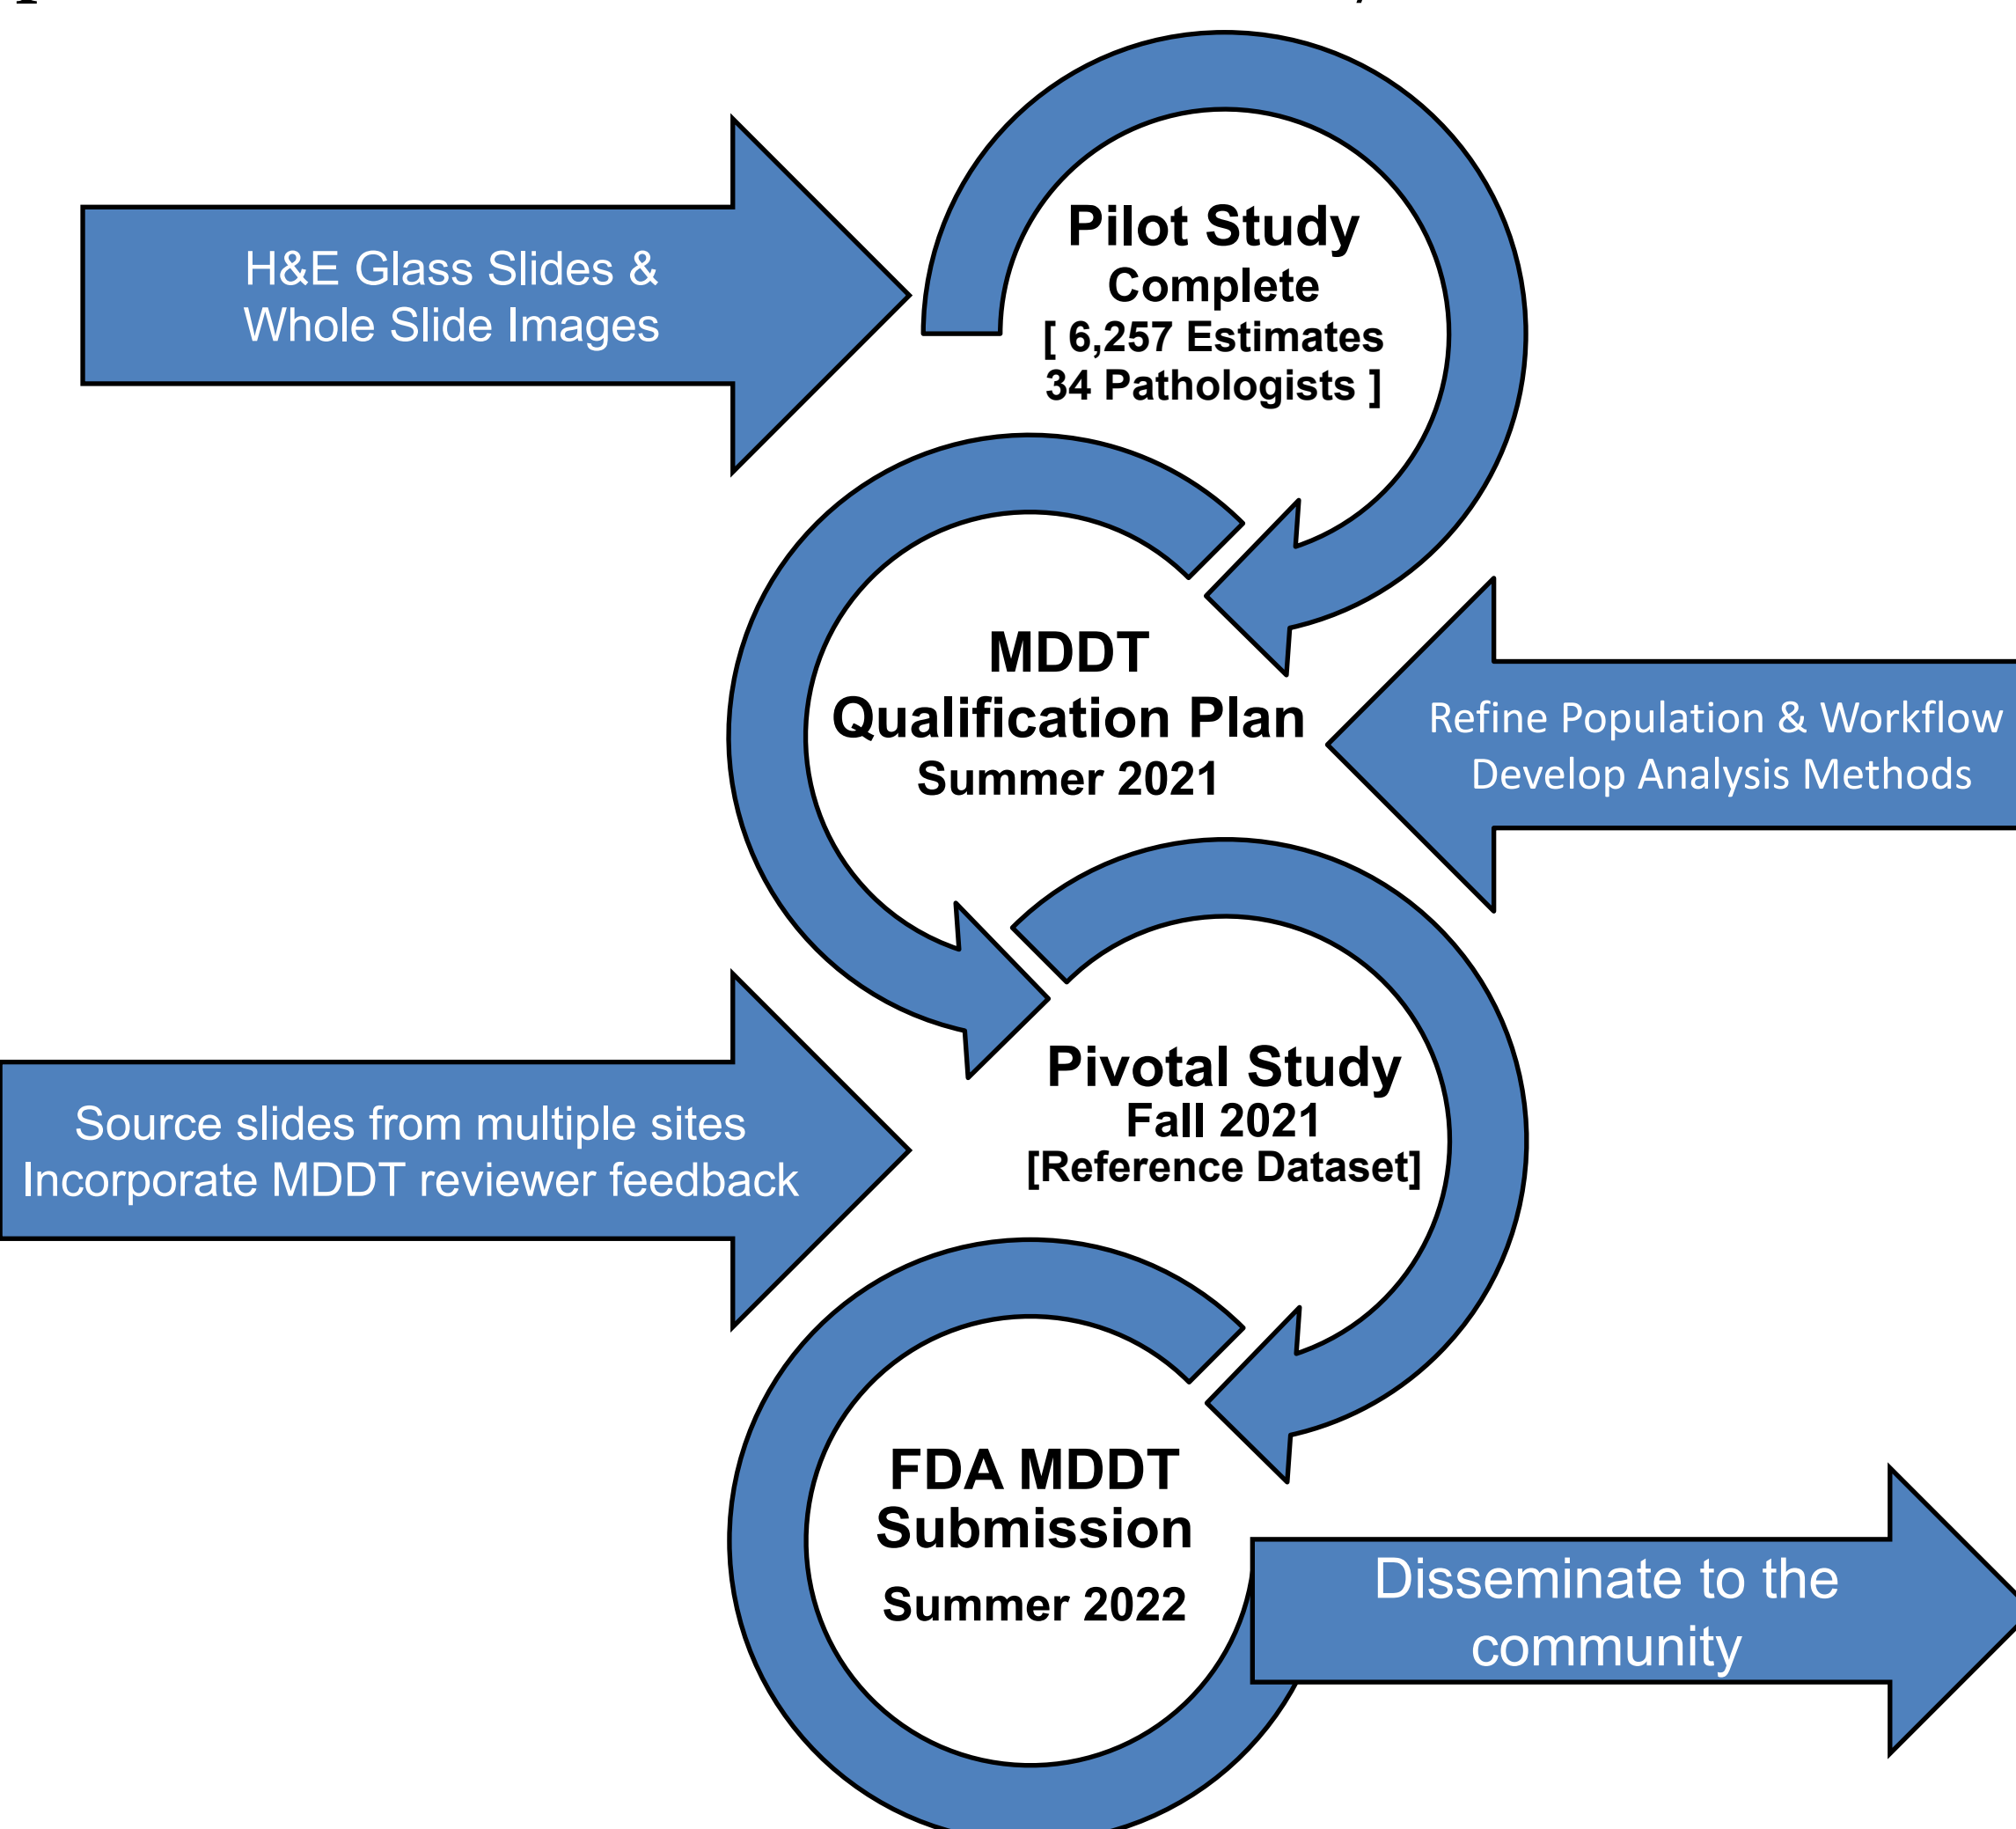 H&E Glass Slides &
Whole Slide Images
Pilot Study
Complete
[ 6,257 Estimates
34 Pathologists ]
MDDT
Qualification Plan
Summer 2021
Refine Population & Workflow
Develop Analysis Methods
Source slides from multiple sites
Incorporate MDDT reviewer feedback
Pivotal Study
Fall 2021
[Reference Dataset]
FDA MDDT
Submission
Summer 2022
Disseminate to the
community